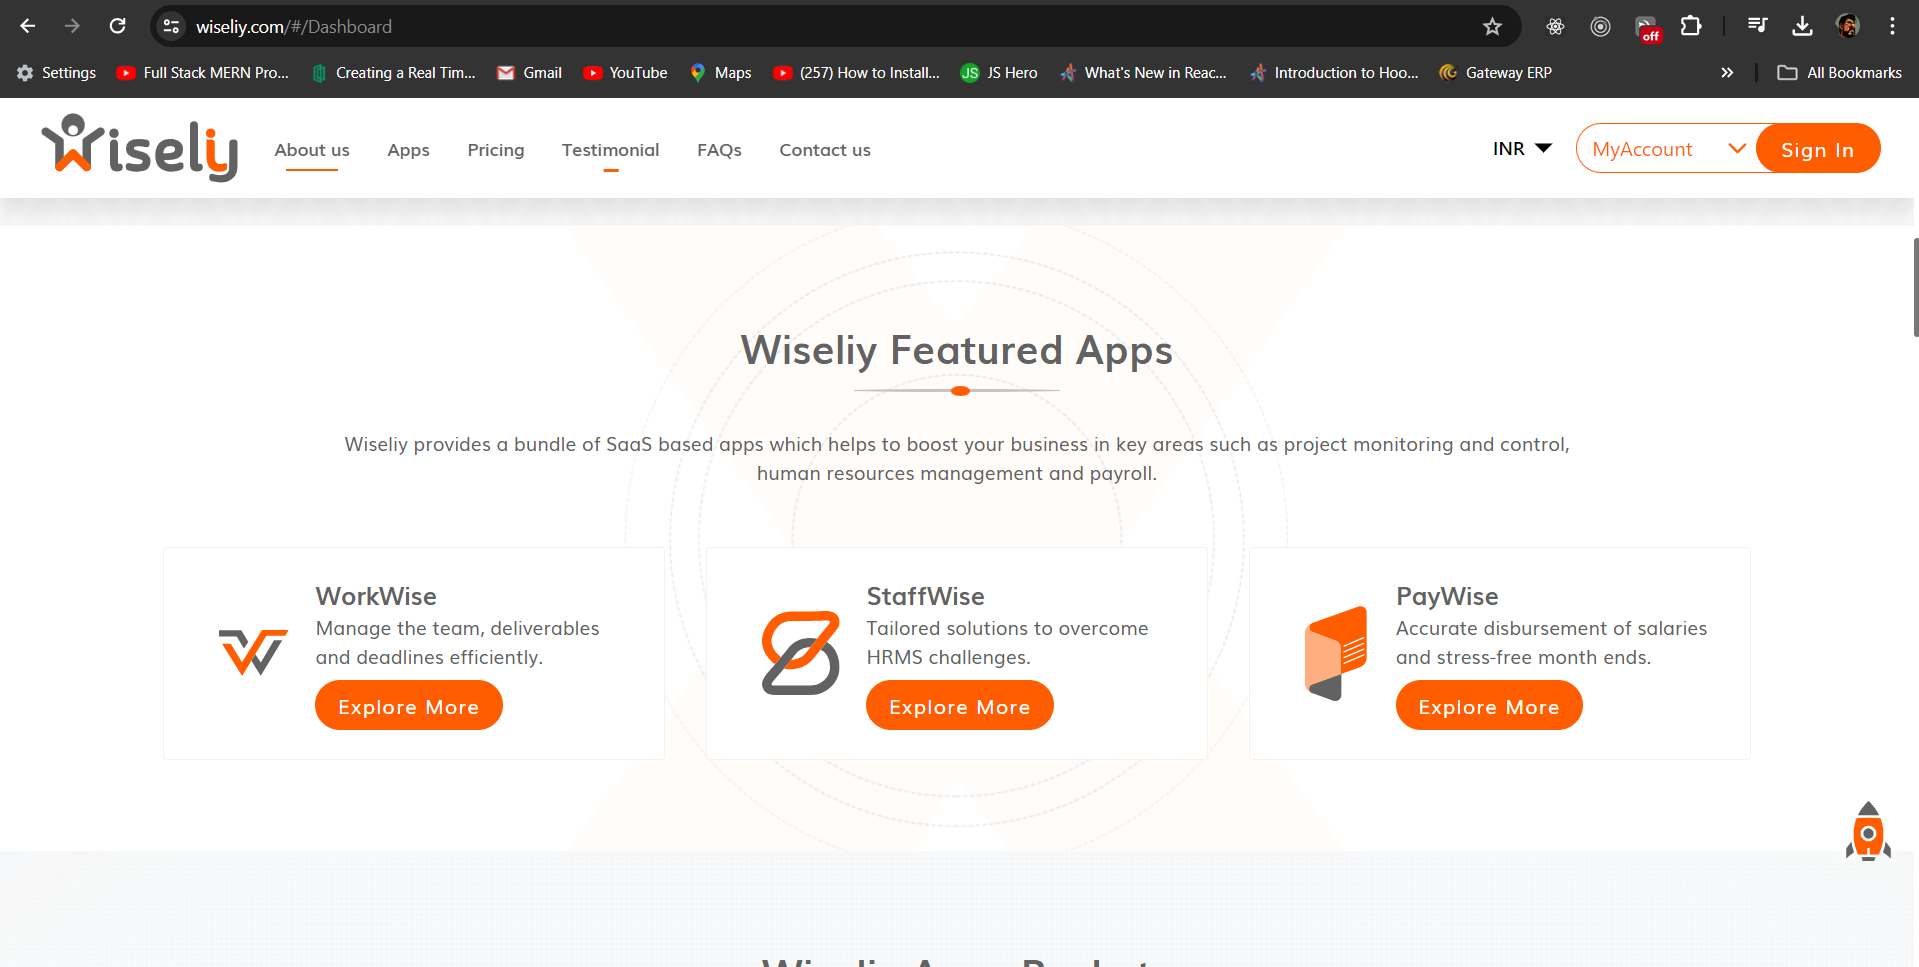 wiseliy.com/#/Dashboard
off
Settings
Full Stack MERN Pro...
Creating a Real Tim...
Gmail
YouTube
Maps
(257) How to Install...
JS
JS Hero
What's New in Reac...
Introduction to Hoo...
Gateway ERP
All Bookmarks
Wiseliy
About us
Apps
Pricing
Testimonial
FAQs
Contact us
INR
MyAccount
Sign In
Wiseliy Featured Apps
Wiseliy provides a bundle of SaaS based apps which helps to boost your business in key areas such as project monitoring and control,
human resources management and payroll.
WorkWise
Manage the team, deliverables
and deadlines efficiently.
Explore More
StaffWise
Tailored solutions to overcome
HRMS challenges.
Explore More
PayWise
Accurate disbursement of salaries
and stress-free month ends.
Explore More